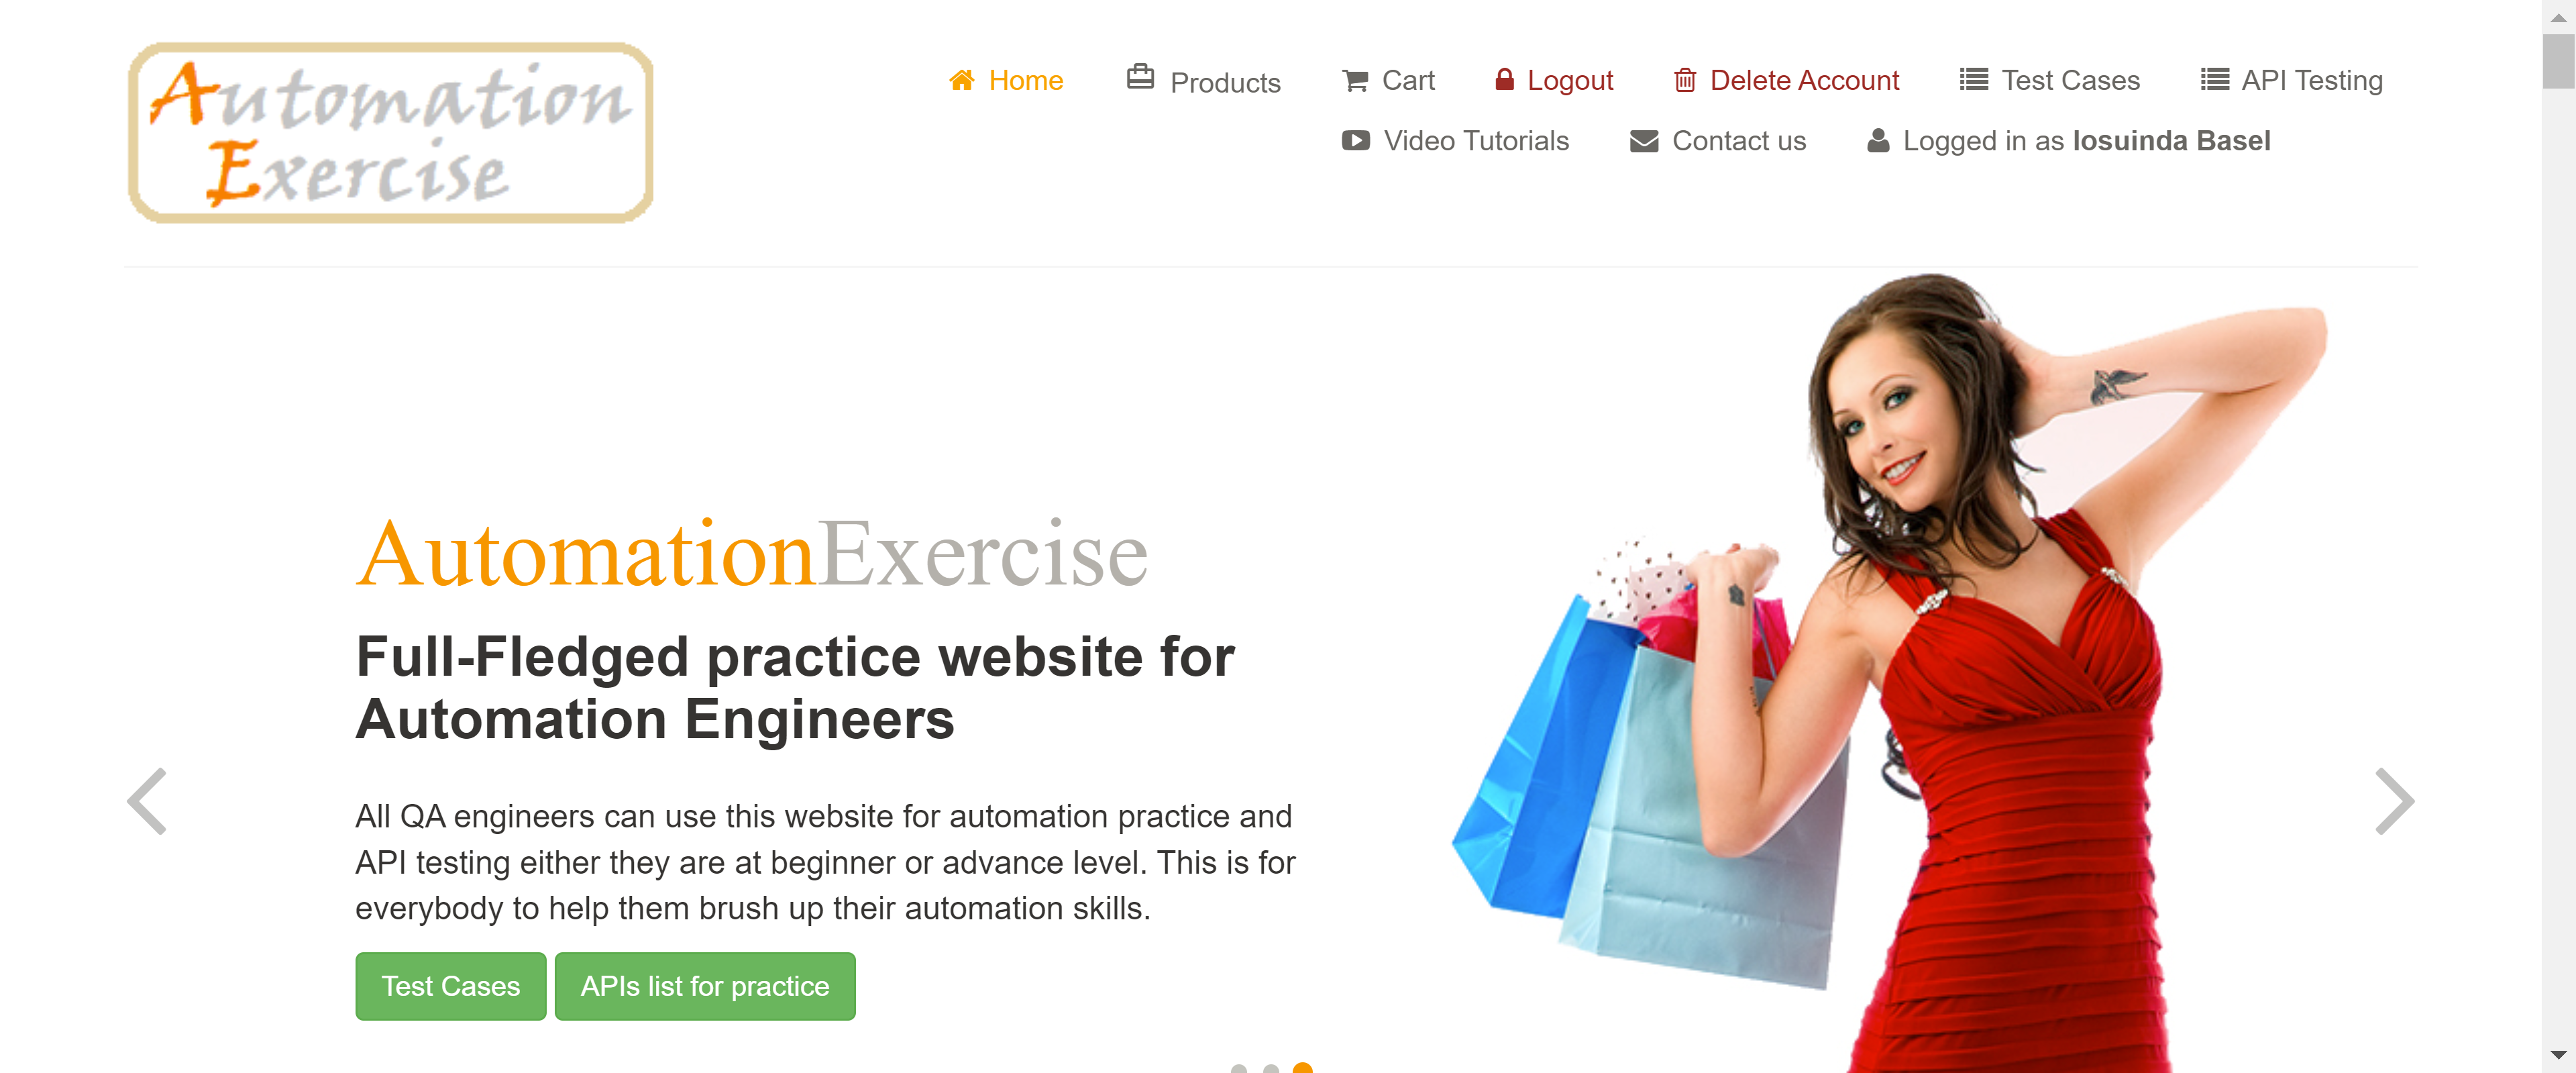 Automation
Exercise
Home Products Cart Logout Delete Account Test Cases API Testing
Video Tutorials Contact us Logged in as Iosuinda Basel
AutomationExercise
Full-Fledged practice website for
Automation Engineers
All QA engineers can use this website for automation practice and
API testing either they are at beginner or advance level. This is for
everybody to help them brush up their automation skills.
Test Cases APIs list for practice